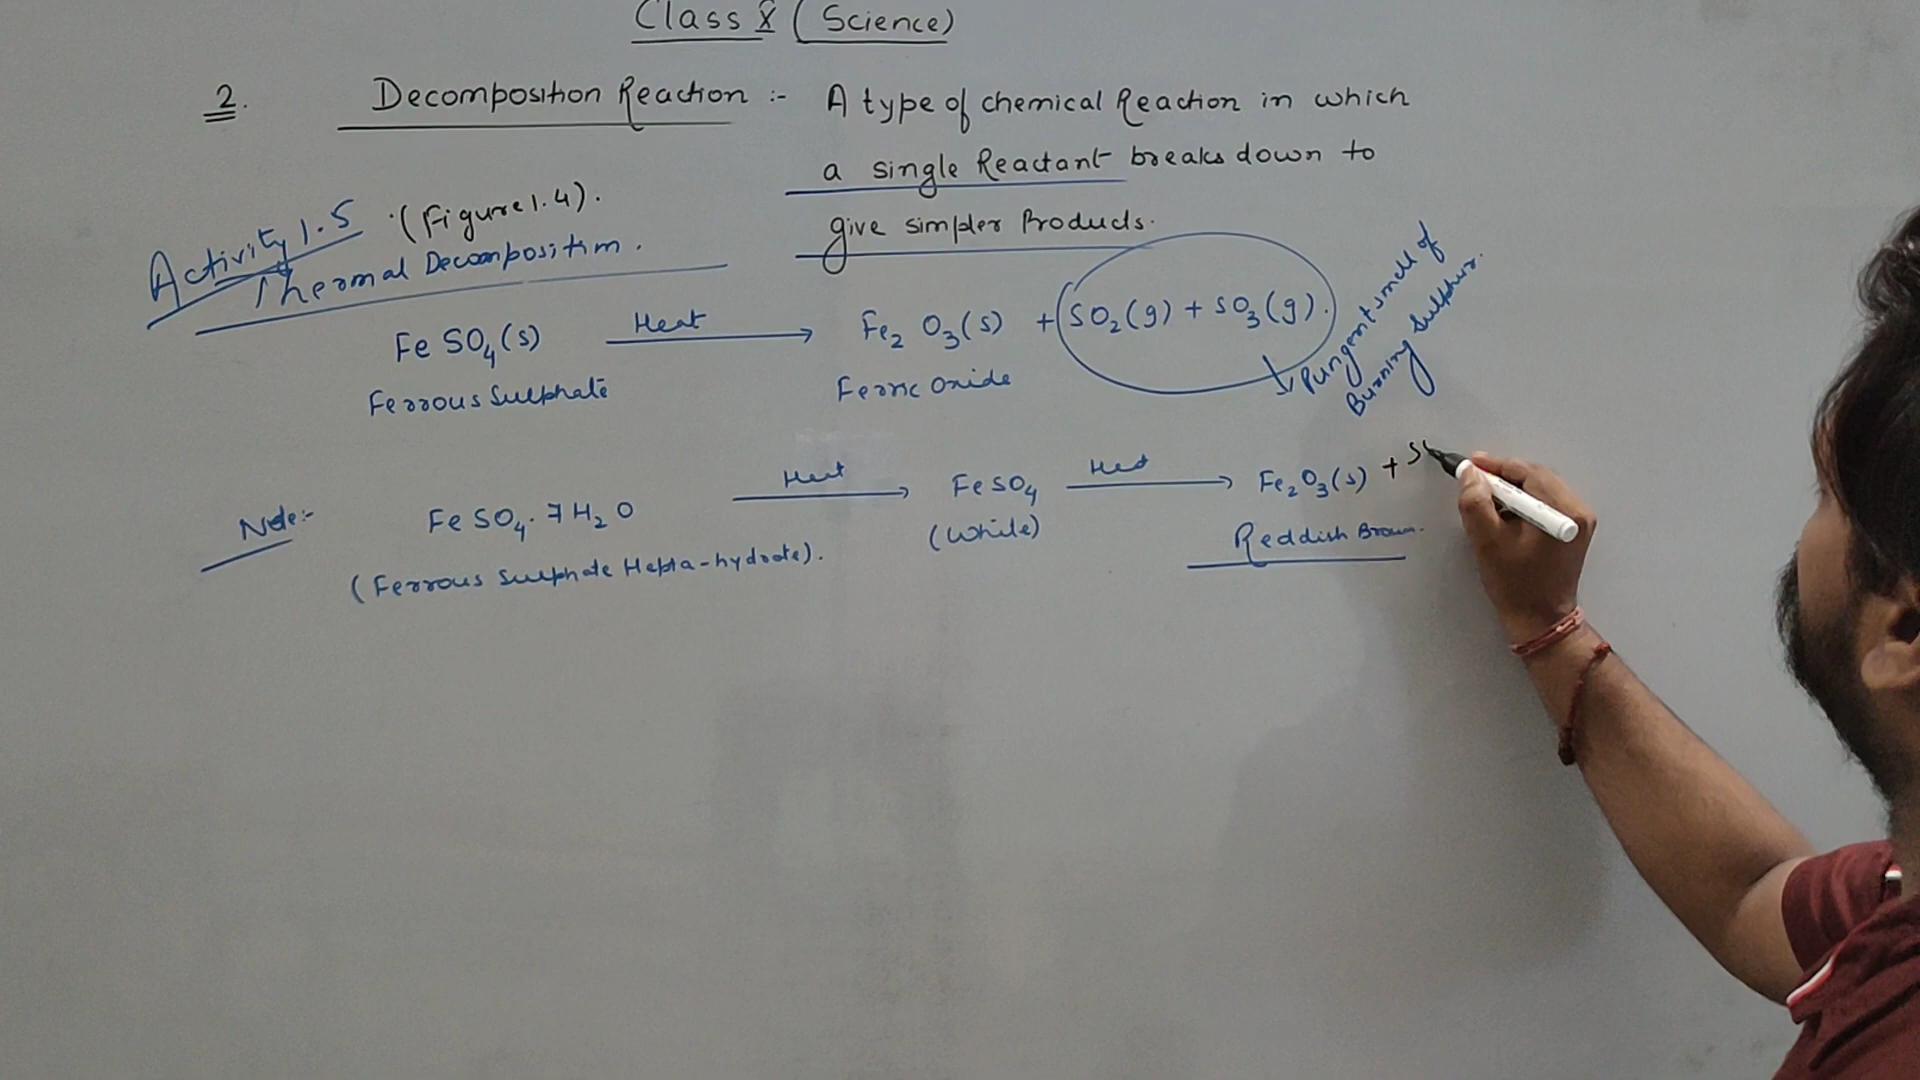 Class X (Science)
2. Decomposition Reaction :- A type of chemical Reaction in which
a single Reactant breaks down to
give simpler Products.
Activity 1.5 (Figure 1.4).
Thermal Decomposition.
FeSO₄(s) Heat → Fe₂O₃(s) + SO₂(g) + SO₃(g).
Ferrous Sulphate Ferric Oxide
↓ Pungent smell of
Burning Sulphur.
Note:- FeSO₄.7H₂O Heat → FeSO₄ Heat → Fe₂O₃(s) + S
(Ferrous Sulphate Hepta-hydrate). (White) Reddish Brown.